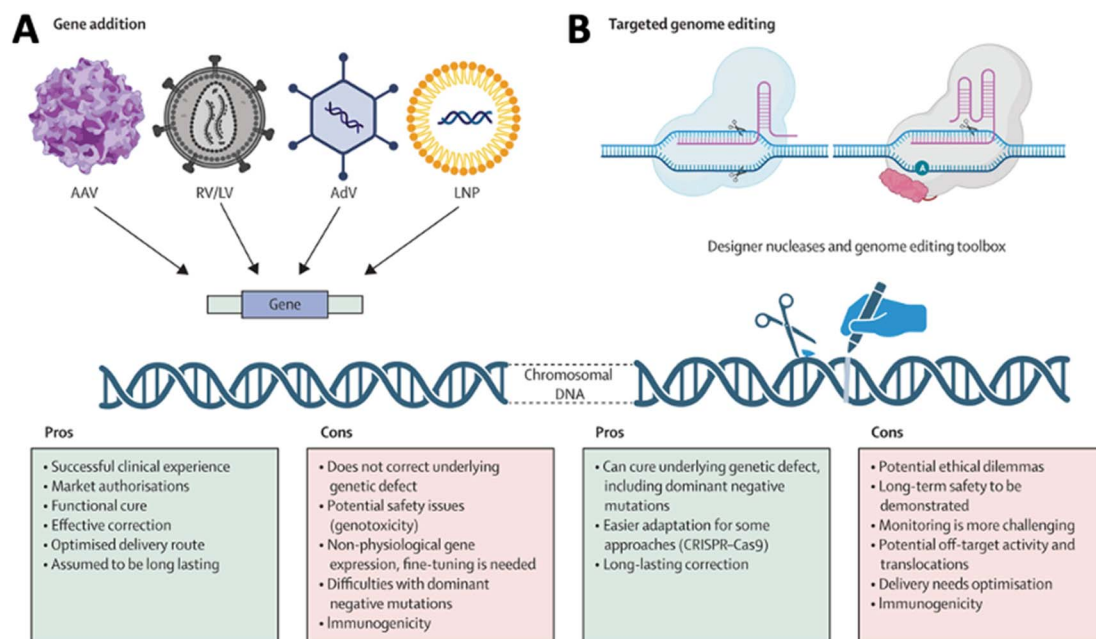 A Gene addition
AAV
RV/LV
AdV
LNP
Gene
B Targeted genome editing
A
Designer nucleases and genome editing toolbox
Chromosomal
DNA
Pros
• Successful clinical experience
• Market authorisations
• Functional cure
• Effective correction
• Optimised delivery route
• Assumed to be long lasting
Cons
• Does not correct underlying
genetic defect
• Potential safety issues
(genotoxicity)
• Non-physiological gene
expression, fine-tuning is needed
• Difficulties with dominant
negative mutations
• Immunogenicity
Pros
• Can cure underlying genetic defect,
including dominant negative
mutations
• Easier adaptation for some
approaches (CRISPR–Cas9)
• Long-lasting correction
Cons
• Potential ethical dilemmas
• Long-term safety to be
demonstrated
• Monitoring is more challenging
• Potential off-target activity and
translocations
• Delivery needs optimisation
• Immunogenicity